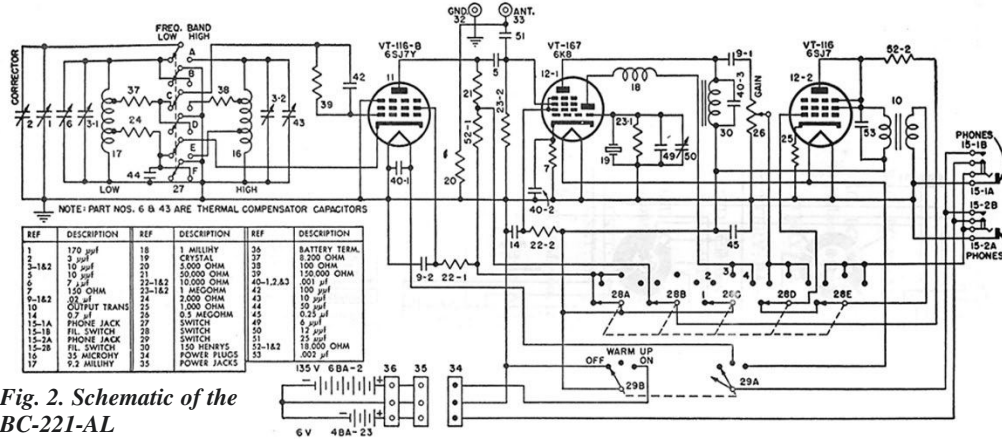 GND. 32
ANT. 33
FREQ. BAND
LOW HIGH
CORRECTOR
VT-116-B
6SJ7Y
VT-167
6K8
VT-116
6SJ7
52-2
51
5
9-1
40-3
GAIN
A
B
C
D
E
F
11
12-1
12-2
18
10
37
38
39
42
21
23-2
24
52-1
20
7
19
23-1
49
50
30
26
25
53
2
1
6
3-1
17
16
3-2
43
44
27
LOW
HIGH
40-1
40-2
PHONES
15-1B
15-1A
15-2B
15-2A
PHONES
NOTE: PART NOS. 6 & 43 ARE THERMAL COMPENSATOR CAPACITORS
9-2
22-1
14
22-2
45
2
3
4
1
28A
28B
28C
28D
28E
REF DESCRIPTION REF DESCRIPTION REF DESCRIPTION
1 170 µµf 18 1 MILLIHY 36 BATTERY TERM.
2 3 µµf 19 CRYSTAL 37 8,200 OHM
3-1&2 10 µµf 20 5,000 OHM 38 100 OHM
5 10 µµf 21 50,000 OHM 39 150,000 OHM
6 7 µµf 22-1&2 10,000 OHM 40-1,2,&3 .001 µf
7 150 OHM 23-1&2 1 MEGOHM 42 100 µµf
9-1&2 .02 µf 24 2,000 OHM 43 10 µµf
10 OUTPUT TRANS 25 1,000 OHM 44 50 µµf
14 0.7 µf 26 0.5 MEGOHM 45 0.25 µf
15-1A PHONE JACK 27 SWITCH 49 6 µµf
15-1B FIL. SWITCH 28 SWITCH 50 12 µµf
15-2A PHONE JACK 29 SWITCH 51 25 µµf
15-2B FIL. SWITCH 30 150 HENRYS 52-1&2 18,000 OHM
16 35 MICROHY 34 POWER PLUGS 53 .002 µf
17 9.2 MILLIHY 35 POWER JACKS
WARM UP
OFF ON
29B
29A
135 V 6BA-2 36 35 34
6 V 4BA-23
Fig. 2. Schematic of the
BC-221-AL